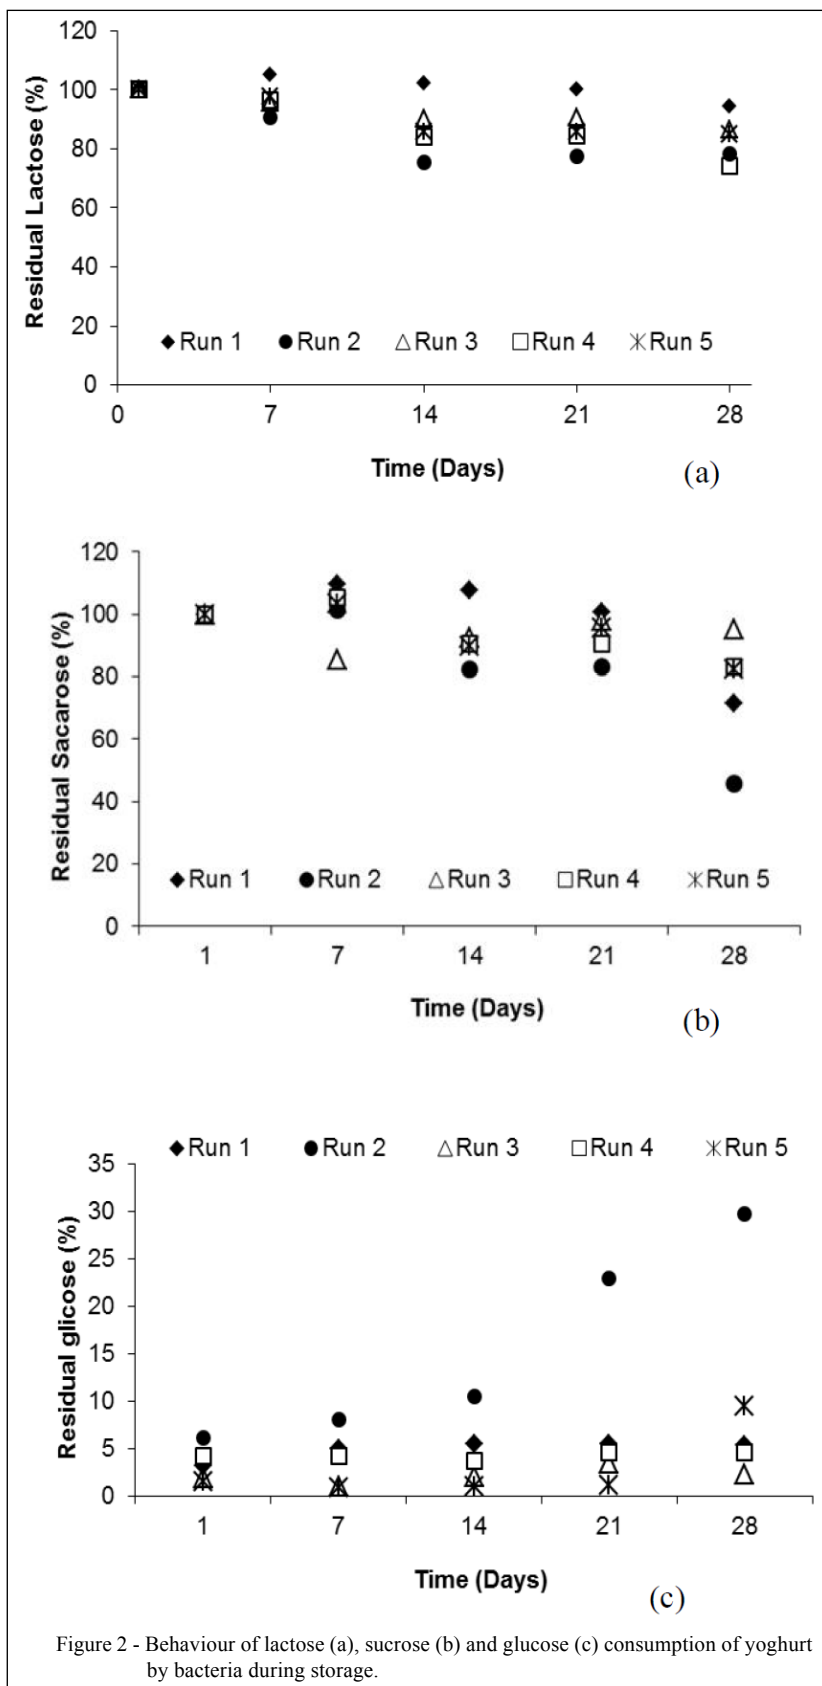 Residual Lactose (%)
120
100
80
60
40
20
0
Run 1 Run 2 Run 3 Run 4 Run 5
0 7 14 21 28
Time (Days)
(a)
Residual Sacarose (%)
120
100
80
60
40
20
0
Run 1 Run 2 Run 3 Run 4 Run 5
1 7 14 21 28
Time (Days)
(b)
Run 1 Run 2 Run 3 Run 4 Run 5
Residual glicose (%)
35
30
25
20
15
10
5
0
1 7 14 21 28
Time (Days)
(c)
Figure 2 - Behaviour of lactose (a), sucrose (b) and glucose (c) consumption of yoghurt
by bacteria during storage.